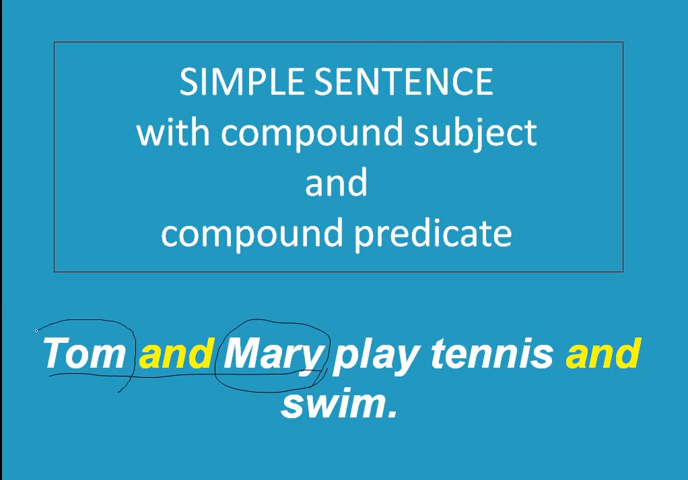 SIMPLE SENTENCE
with compound subject
and
compound predicate
Tom and Mary play tennis and
swim.